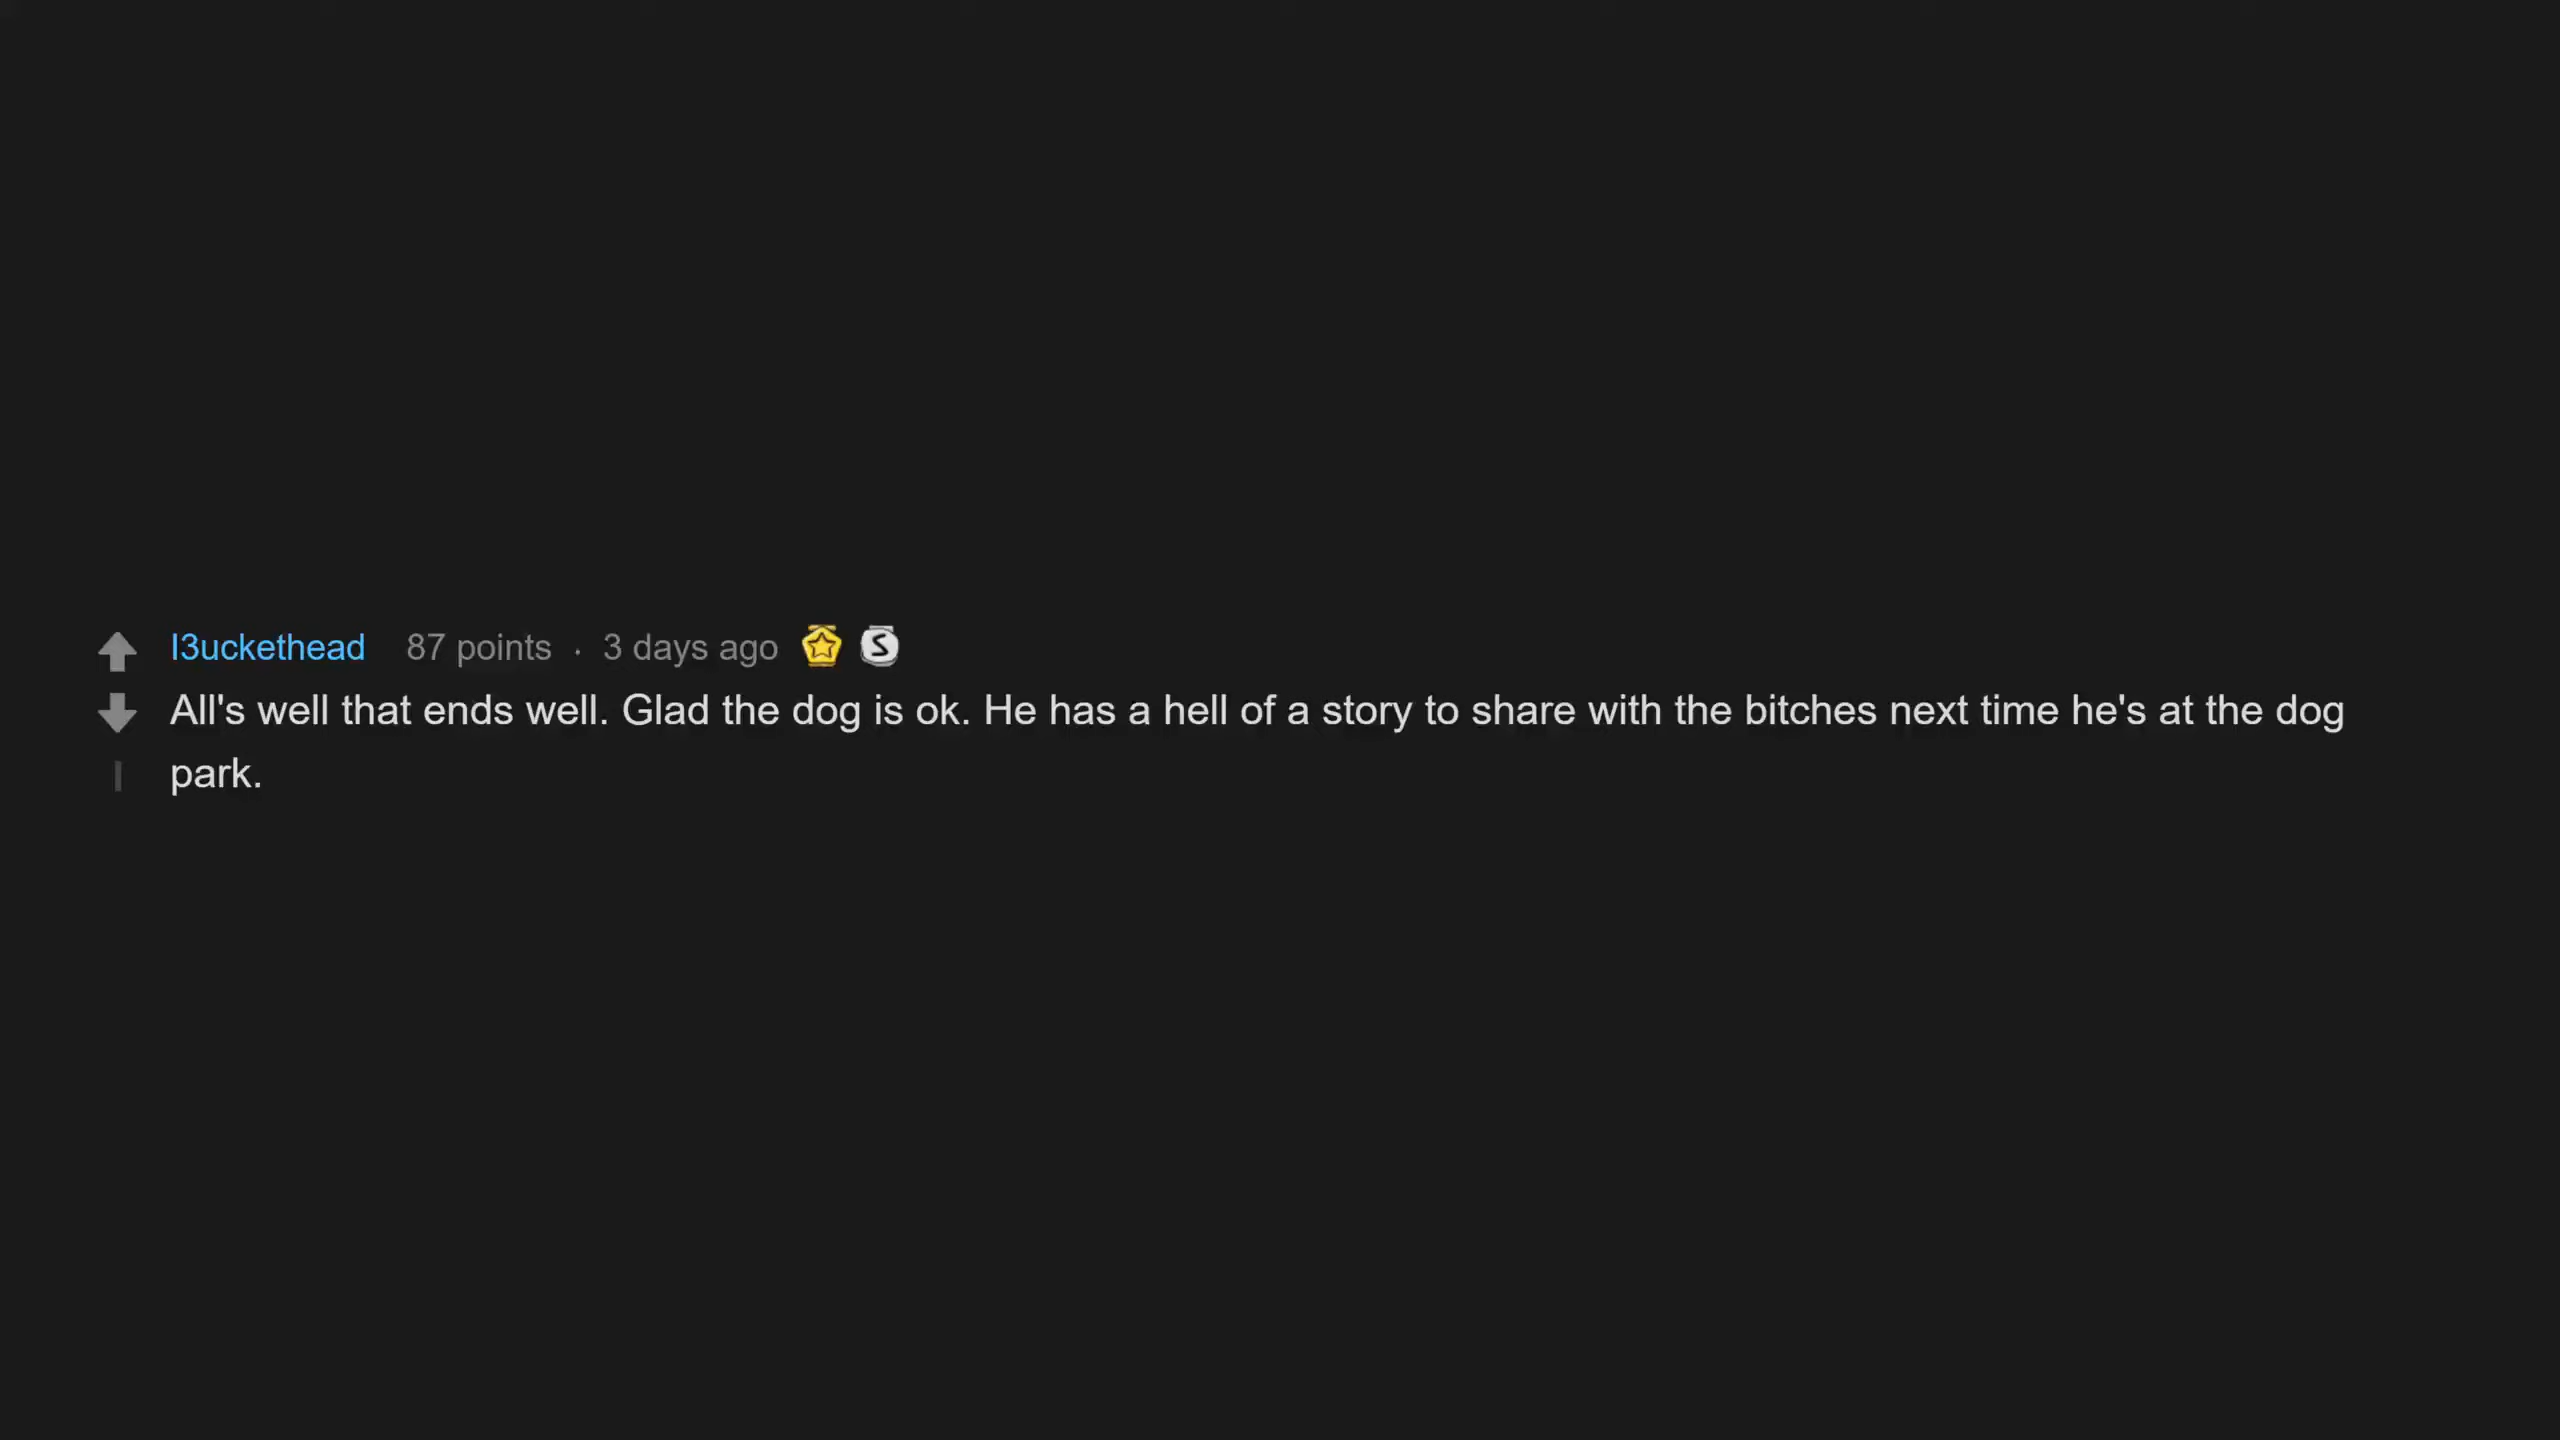 l3uckethead 87 points · 3 days ago S
All's well that ends well. Glad the dog is ok. He has a hell of a story to share with the bitches next time he's at the dog
park.